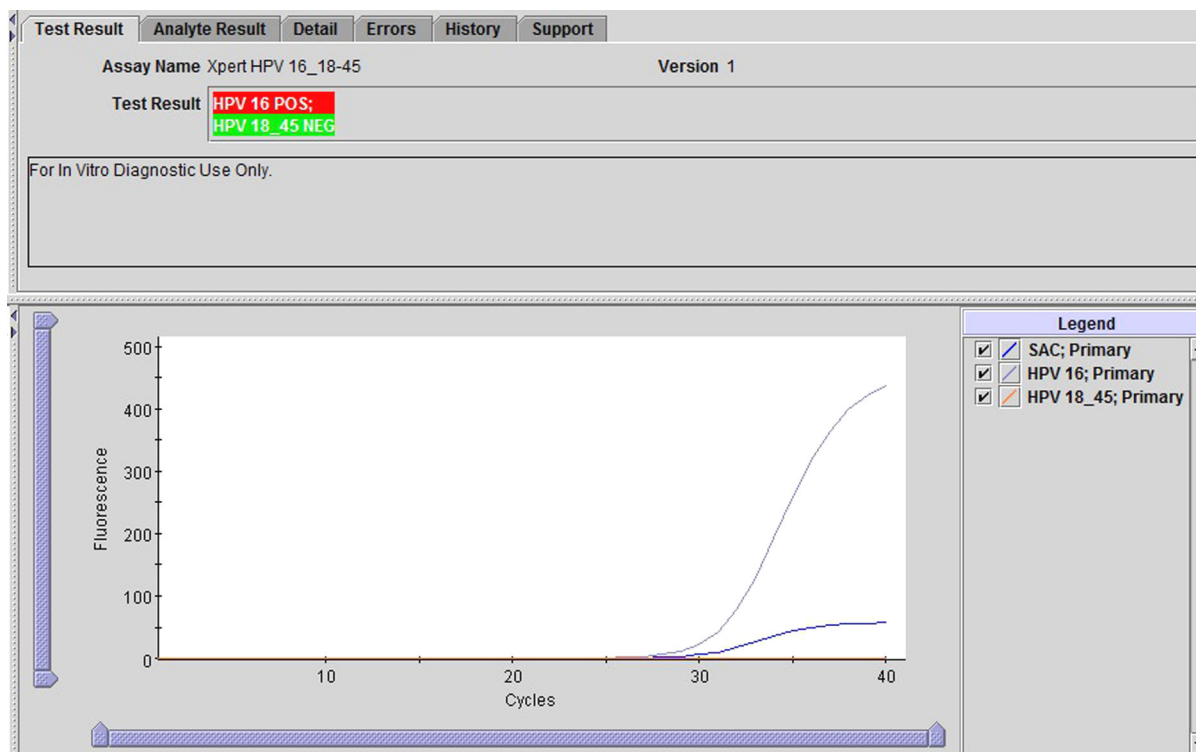 Test Result Analyte Result Detail Errors History Support
Assay Name Xpert HPV 16_18-45 Version 1
Test Result HPV 16 POS;
HPV 18_45 NEG
For In Vitro Diagnostic Use Only.
Legend
SAC; Primary
HPV 16; Primary
HPV 18_45; Primary
500
400
300
200
100
0
Fluorescence
10 20 30 40
Cycles